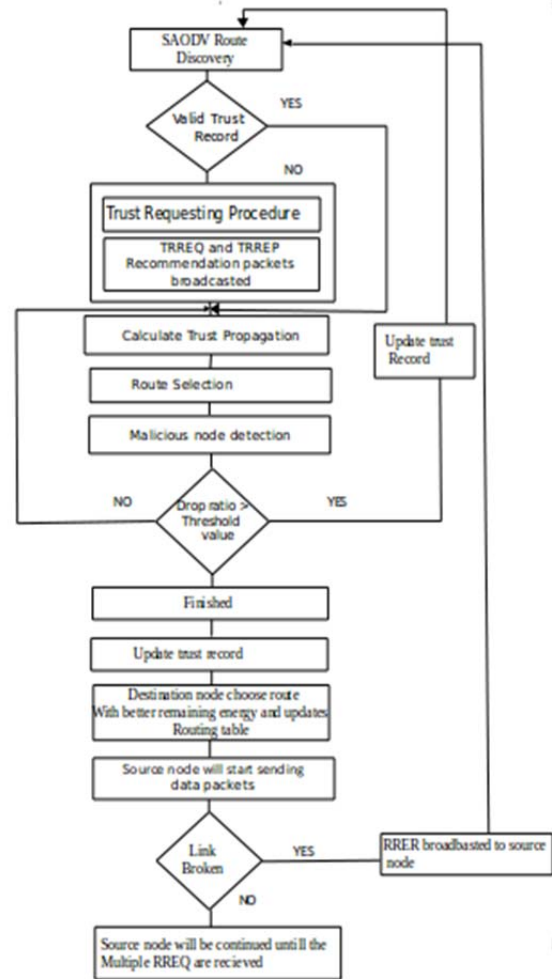 SAODV Route
Discovery
YES
Valid Trust
Record
NO
Trust Requesting Procedure
TRREQ and TRREP
Recommendation packets
broadcasted
Calculate Trust Propagation
Update trust
Record
Route Selection
Malicious node detection
NO
Drop ratio >
Threshold
value
YES
Finished
Update trust record
Destination node choose route
With better remaining energy and updates
Routing table
Source node will start sending
data packets
Link
Broken
YES
RRER broadbasted to source
node
NO
Source node will be continued untill the
Multiple RREQ are recieved